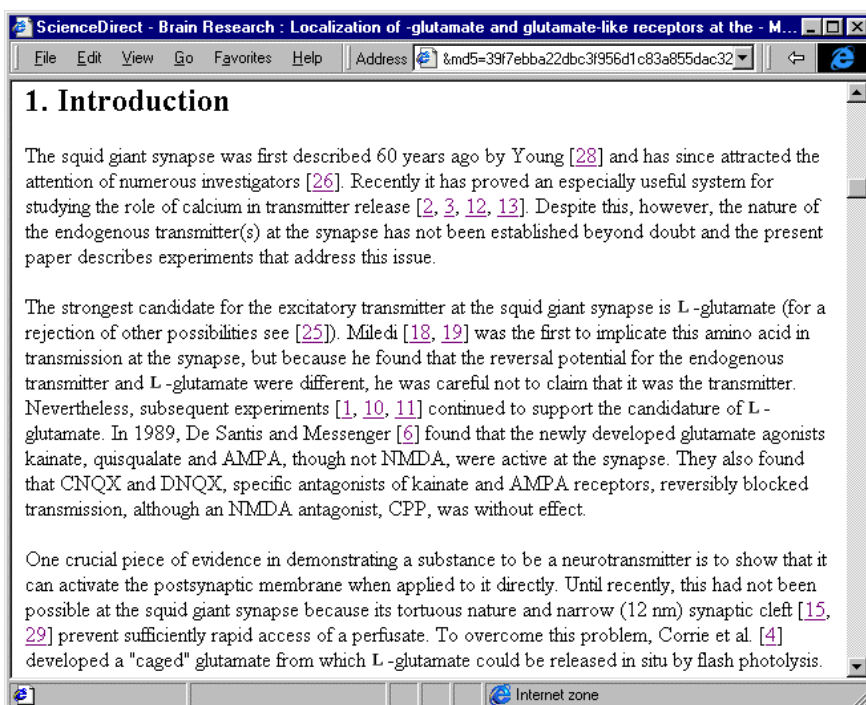 ScienceDirect - Brain Research : Localization of -glutamate and glutamate-like receptors at the - M...
File Edit View Go Favorites Help Address &md5=39f7ebba22dbc3f956d1c83a855dac32
1. Introduction
The squid giant synapse was first described 60 years ago by Young [28] and has since attracted the
attention of numerous investigators [26]. Recently it has proved an especially useful system for
studying the role of calcium in transmitter release [2, 3, 12, 13]. Despite this, however, the nature of
the endogenous transmitter(s) at the synapse has not been established beyond doubt and the present
paper describes experiments that address this issue.
The strongest candidate for the excitatory transmitter at the squid giant synapse is L -glutamate (for a
rejection of other possibilities see [25]). Miledi [18, 19] was the first to implicate this amino acid in
transmission at the synapse, but because he found that the reversal potential for the endogenous
transmitter and L -glutamate were different, he was careful not to claim that it was the transmitter.
Nevertheless, subsequent experiments [1, 10, 11] continued to support the candidature of L -
glutamate. In 1989, De Santis and Messenger [6] found that the newly developed glutamate agonists
kainate, quisqualate and AMPA, though not NMDA, were active at the synapse. They also found
that CNQX and DNQX, specific antagonists of kainate and AMPA receptors, reversibly blocked
transmission, although an NMDA antagonist, CPP, was without effect.
One crucial piece of evidence in demonstrating a substance to be a neurotransmitter is to show that it
can activate the postsynaptic membrane when applied to it directly. Until recently, this had not been
possible at the squid giant synapse because its tortuous nature and narrow (12 nm) synaptic cleft [15,
29] prevent sufficiently rapid access of a perfusate. To overcome this problem, Corrie et al. [4]
developed a "caged" glutamate from which L -glutamate could be released in situ by flash photolysis.
Internet zone